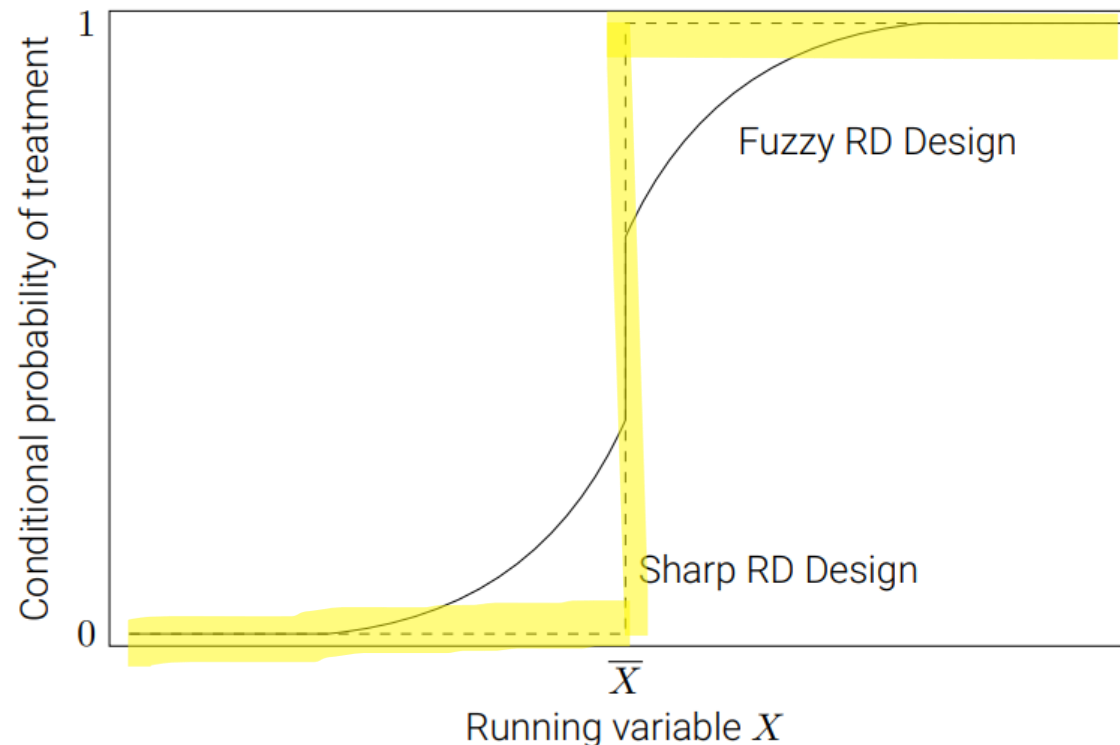 Conditional probability of treatment
1
Fuzzy RD Design
Sharp RD Design
0
X̅
Running variable X